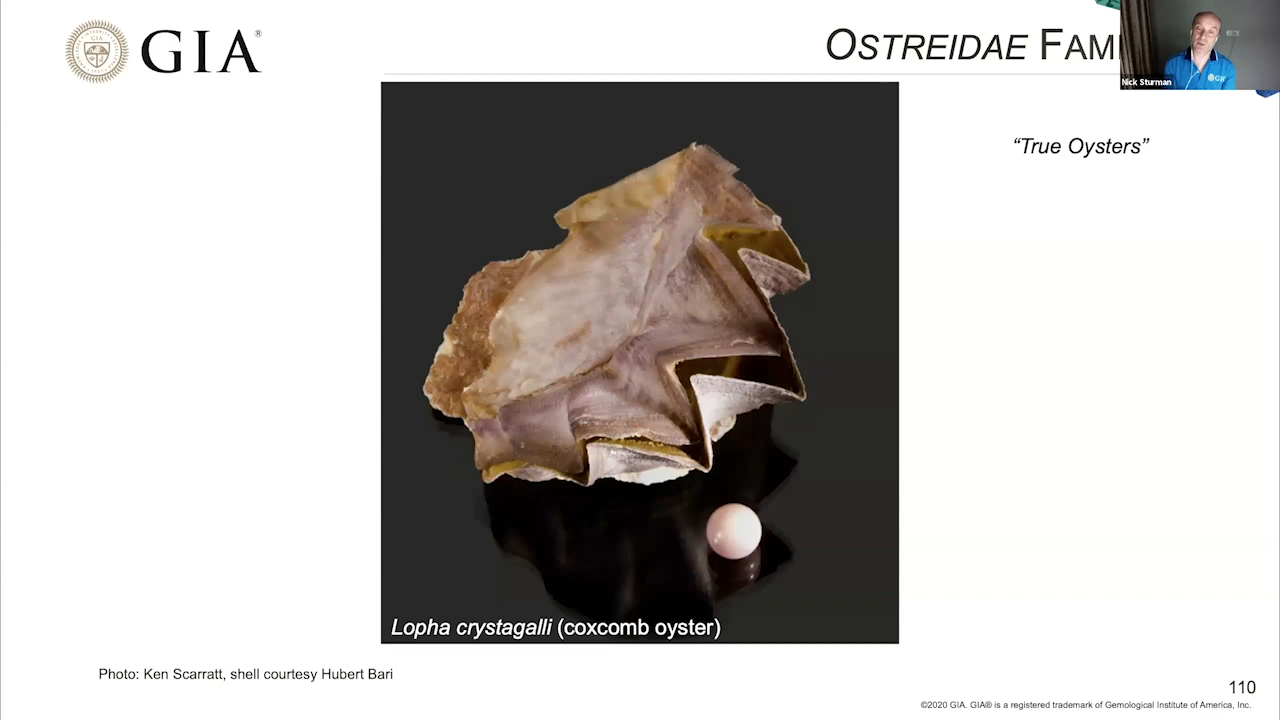 GIA®
OSTREIDAE FAM
Nick Sturman
“True Oysters”
Lopha crystagalli (coxcomb oyster)
Photo: Ken Scarratt, shell courtesy Hubert Bari
110
©2020 GIA. GIA® is a registered trademark of Gemological Institute of America, Inc.